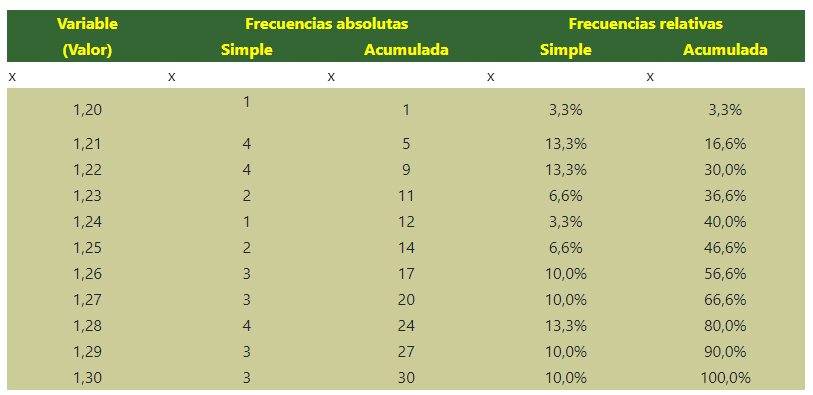 Variable Frecuencias absolutas Frecuencias relativas
(Valor) Simple Acumulada Simple Acumulada
x x x x x
1,20 1 1 3,3% 3,3%
1,21 4 5 13,3% 16,6%
1,22 4 9 13,3% 30,0%
1,23 2 11 6,6% 36,6%
1,24 1 12 3,3% 40,0%
1,25 2 14 6,6% 46,6%
1,26 3 17 10,0% 56,6%
1,27 3 20 10,0% 66,6%
1,28 4 24 13,3% 80,0%
1,29 3 27 10,0% 90,0%
1,30 3 30 10,0% 100,0%